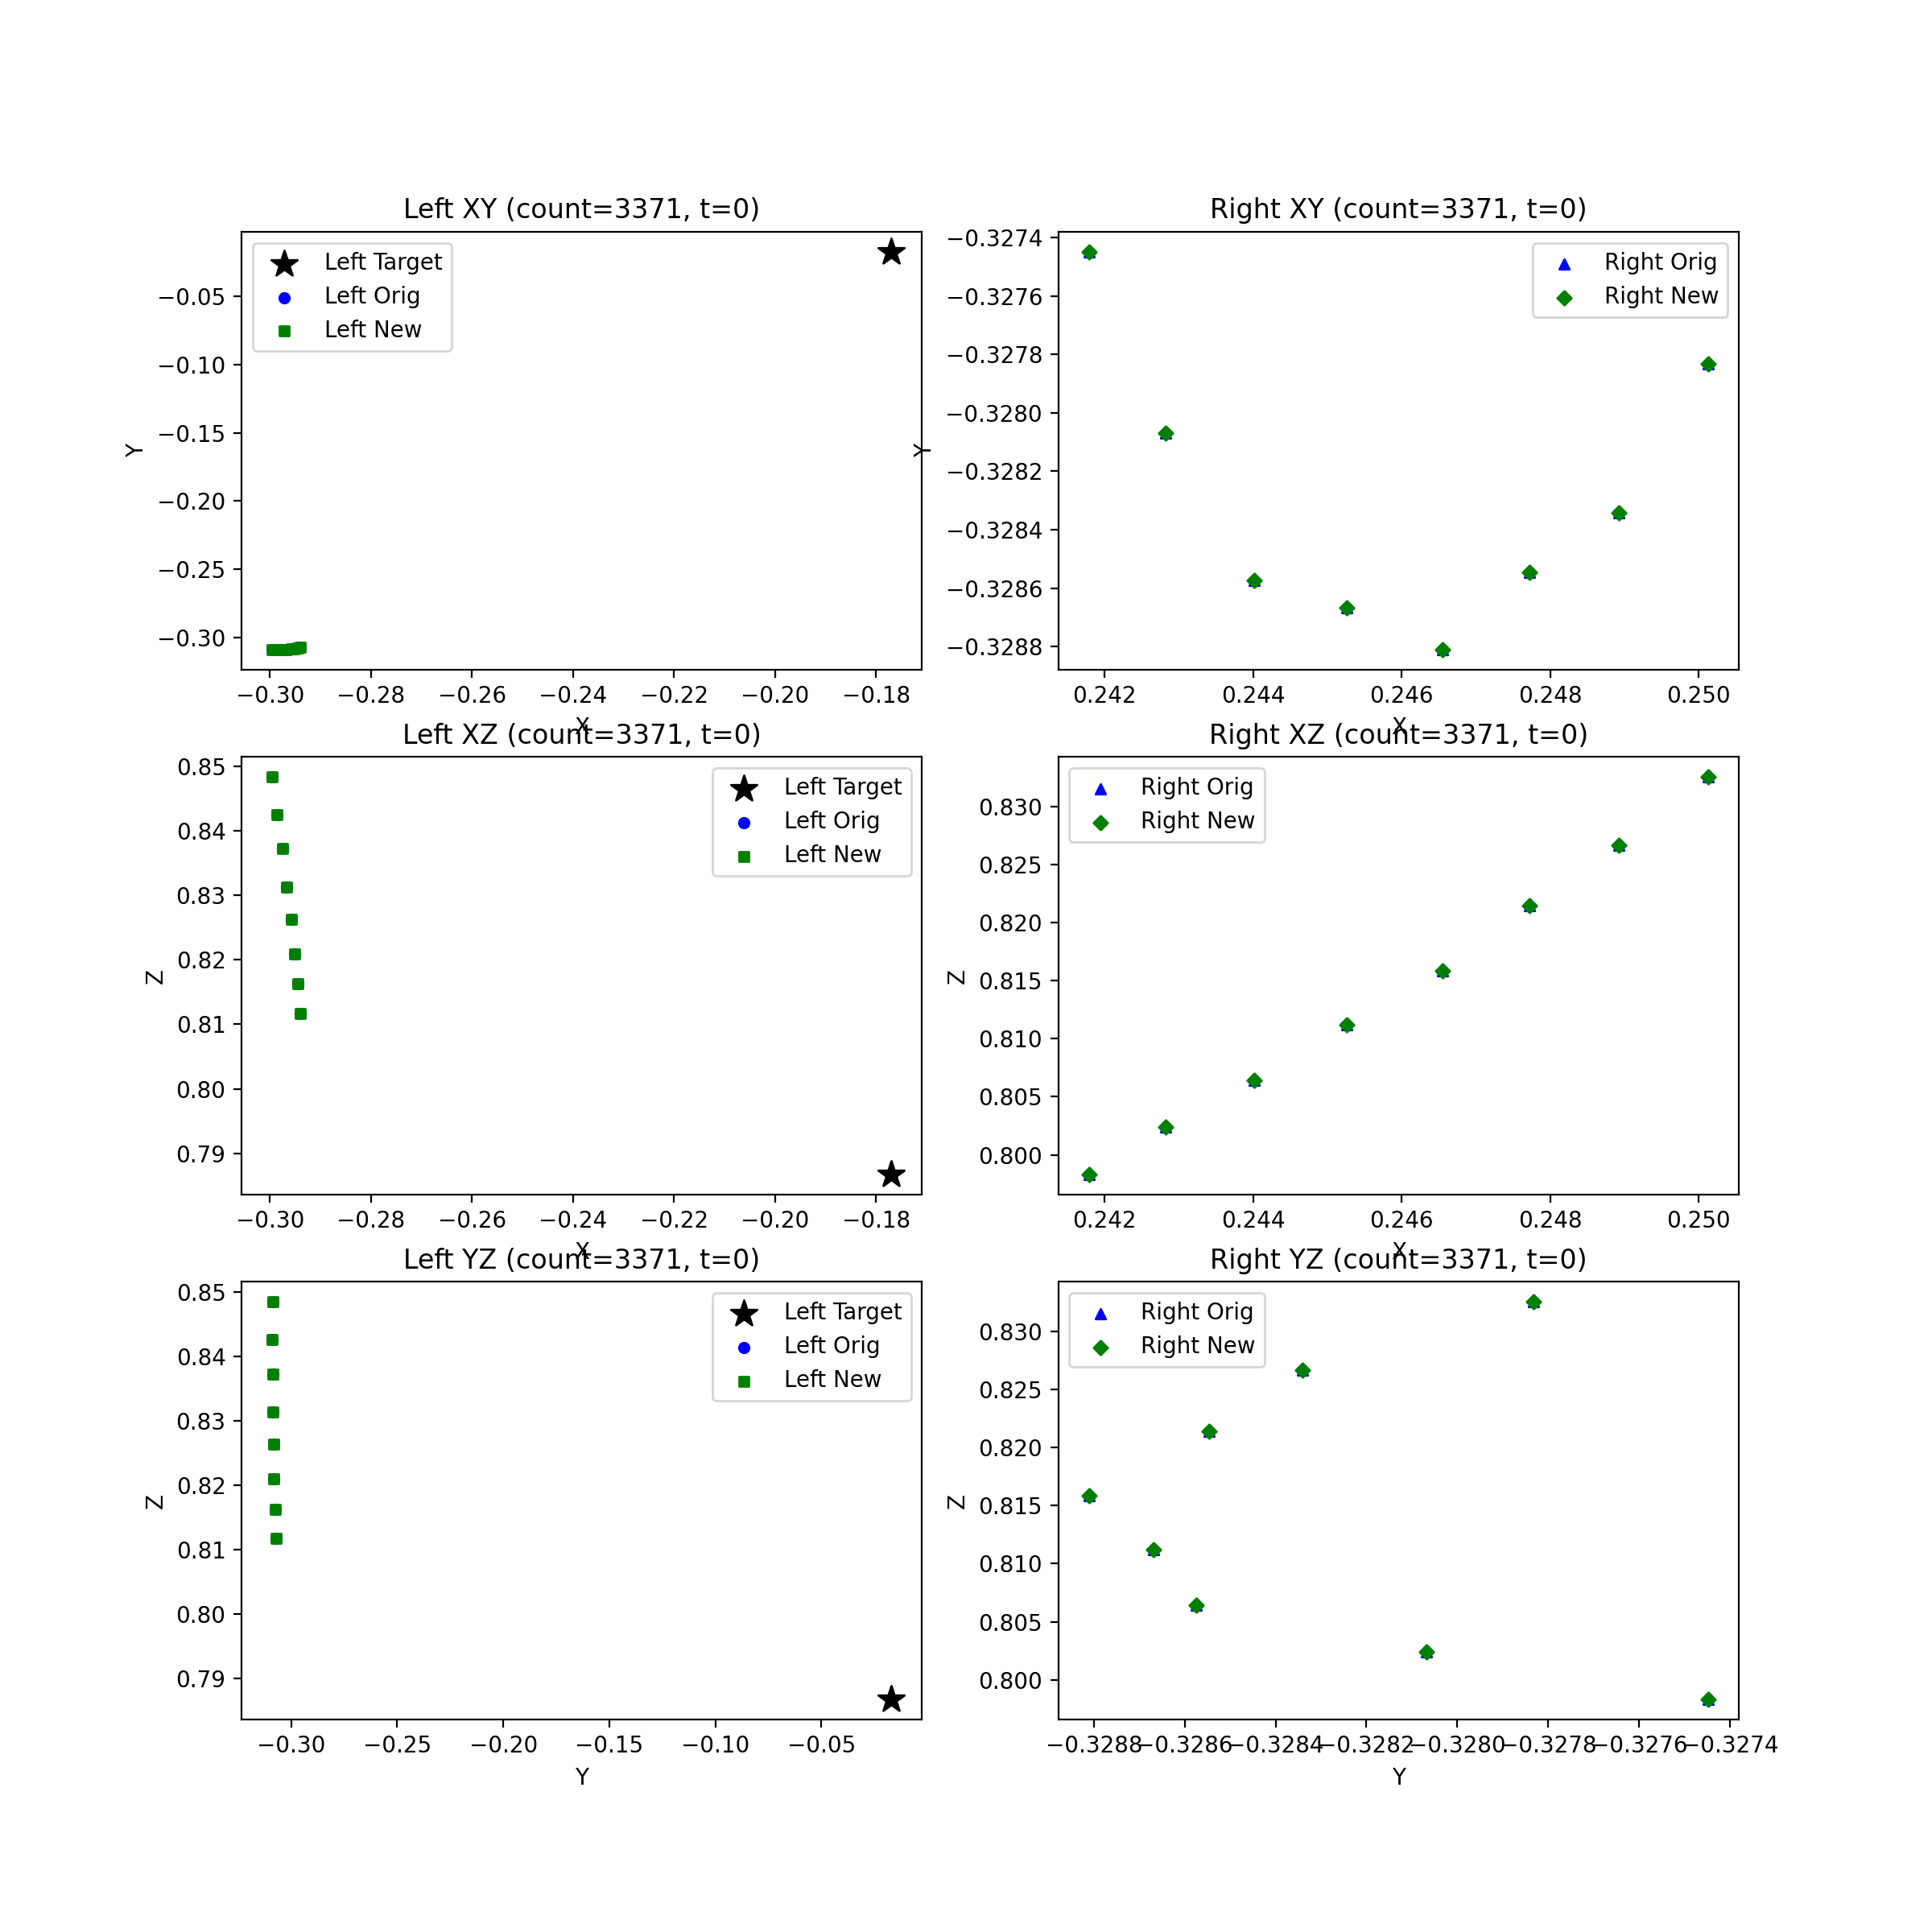 Left XY (count=3371, t=0)
Left Target
Left Orig
Left New
Y
−0.05
−0.10
−0.15
−0.20
−0.25
−0.30
−0.30 −0.28 −0.26 −0.24 −0.22 −0.20 −0.18
X
Right XY (count=3371, t=0)
Right Orig
Right New
Y
−0.3274
−0.3276
−0.3278
−0.3280
−0.3282
−0.3284
−0.3286
−0.3288
0.242 0.244 0.246 0.248 0.250
X
Left XZ (count=3371, t=0)
Left Target
Left Orig
Left New
Z
0.85
0.84
0.83
0.82
0.81
0.80
0.79
−0.30 −0.28 −0.26 −0.24 −0.22 −0.20 −0.18
X
Right XZ (count=3371, t=0)
Right Orig
Right New
Z
0.830
0.825
0.820
0.815
0.810
0.805
0.800
0.242 0.244 0.246 0.248 0.250
X
Left YZ (count=3371, t=0)
Left Target
Left Orig
Left New
Z
0.85
0.84
0.83
0.82
0.81
0.80
0.79
−0.30 −0.25 −0.20 −0.15 −0.10 −0.05
Y
Right YZ (count=3371, t=0)
Right Orig
Right New
Z
0.830
0.825
0.820
0.815
0.810
0.805
0.800
−0.3288 −0.3286 −0.3284 −0.3282 −0.3280 −0.3278 −0.3276 −0.3274
Y